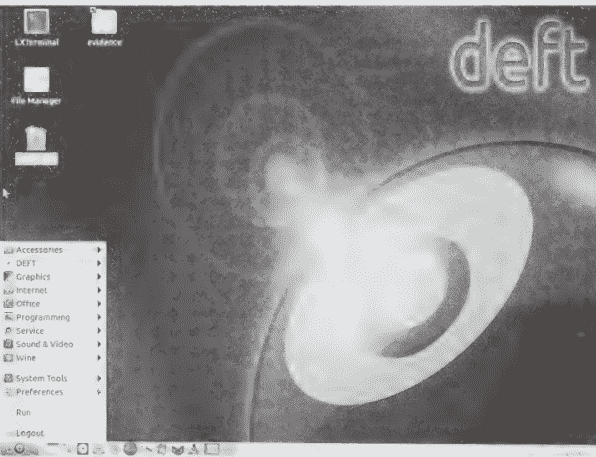 deft
LXTerminal
evidence
File Manager
Accessories
DEFT
Graphics
Internet
Office
Programming
Service
Sound & Video
Wine
System Tools
Preferences
Run
Logout